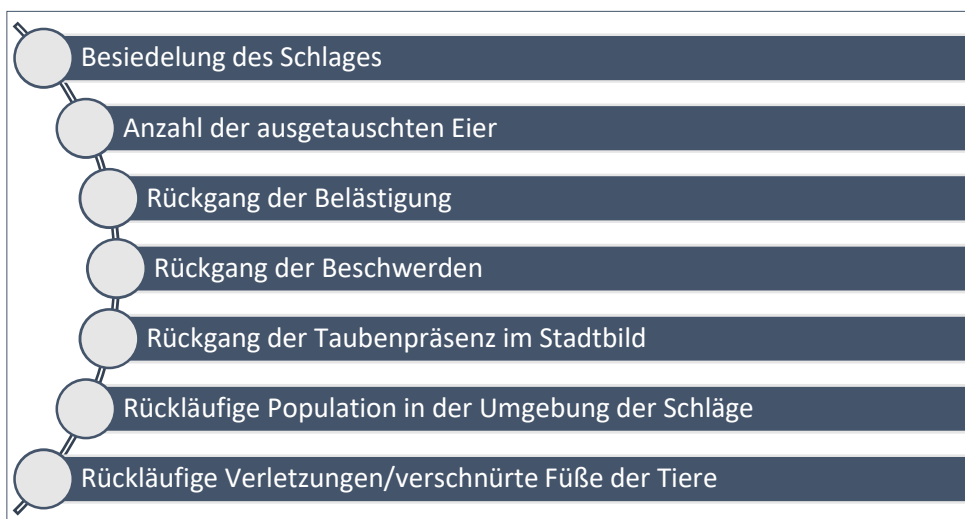 Besiedelung des Schlages
Anzahl der ausgetauschten Eier
Rückgang der Belästigung
Rückgang der Beschwerden
Rückgang der Taubenpräsenz im Stadtbild
Rückläufige Population in der Umgebung der Schläge
Rückläufige Verletzungen/verschnürte Füße der Tiere